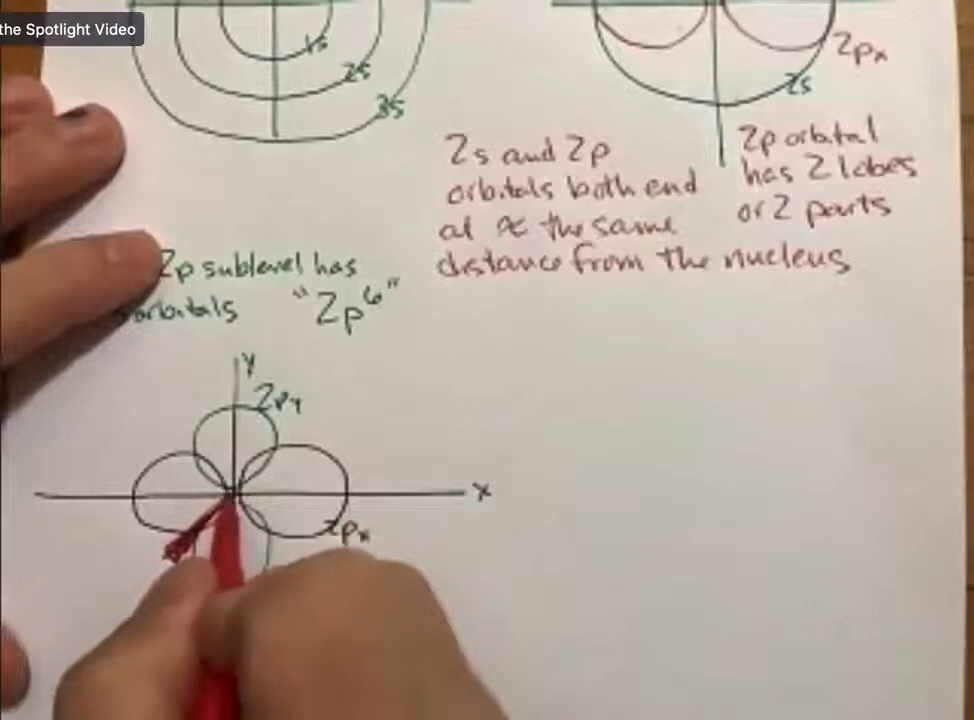 the Spotlight Video
1s
2s
3s
2px
2s
2s and 2p
orbitals both end
at ≈ the same
distance from the nucleus
2p orbital
has 2 lobes
or 2 parts
2p sublevel has
orbitals "2p6"
y
2py
x
2px